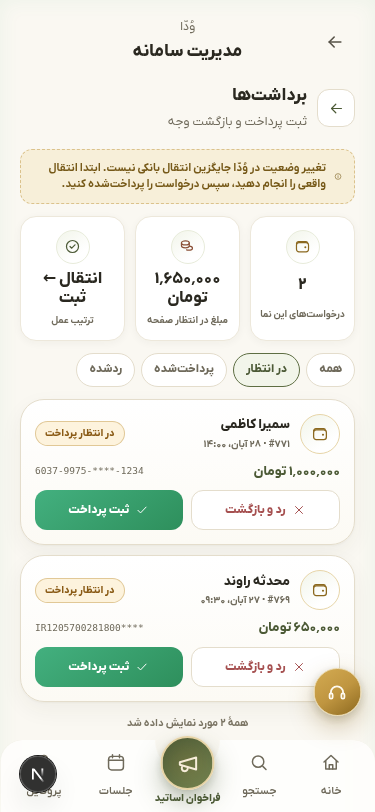 وُدّا
مدیریت سامانه
برداشت‌ها
ثبت پرداخت و بازگشت وجه
تغییر وضعیت در وُدّا جایگزین انتقال بانکی نیست. ابتدا انتقال
واقعی را انجام دهید، سپس درخواست را پرداخت‌شده کنید.
۲
درخواست‌های این نما
۱,۶۵۰,۰۰۰
تومان
مبلغ در انتظار صفحه
انتقال ←
ثبت
ترتیب عمل
همه
در انتظار
پرداخت‌شده
ردشده
سمیرا کاظمی
#۷۷۱ • ۲۸ آبان، ۱۴:۰۰
در انتظار پرداخت
۱,۰۰۰,۰۰۰ تومان
6037-9975-****-1234
رد و بازگشت
ثبت پرداخت
محدثه راوند
#۷۶۹ • ۲۷ آبان، ۰۹:۳۰
در انتظار پرداخت
۶۵۰,۰۰۰ تومان
IR1205700281800****
رد و بازگشت
ثبت پرداخت
همهٔ ۲ مورد نمایش داده شد
خانه
جستجو
فراخوان اساتید
جلسات
N